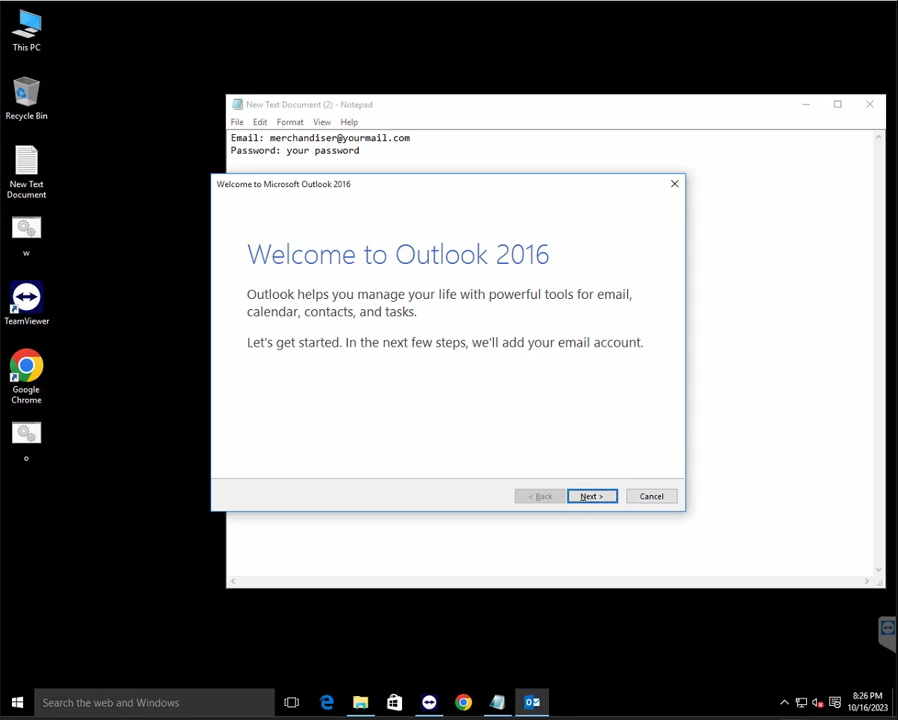 This PC
Recycle Bin
New Text
Document
w
TeamViewer
Google
Chrome
o
New Text Document (2) - Notepad
File Edit Format View Help
Email: merchandiser@yourmail.com
Password: your password
Welcome to Microsoft Outlook 2016
Welcome to Outlook 2016
Outlook helps you manage your life with powerful tools for email,
calendar, contacts, and tasks.
Let's get started. In the next few steps, we'll add your email account.
< Back Next > Cancel
Search the web and Windows
8:26 PM
10/16/2023